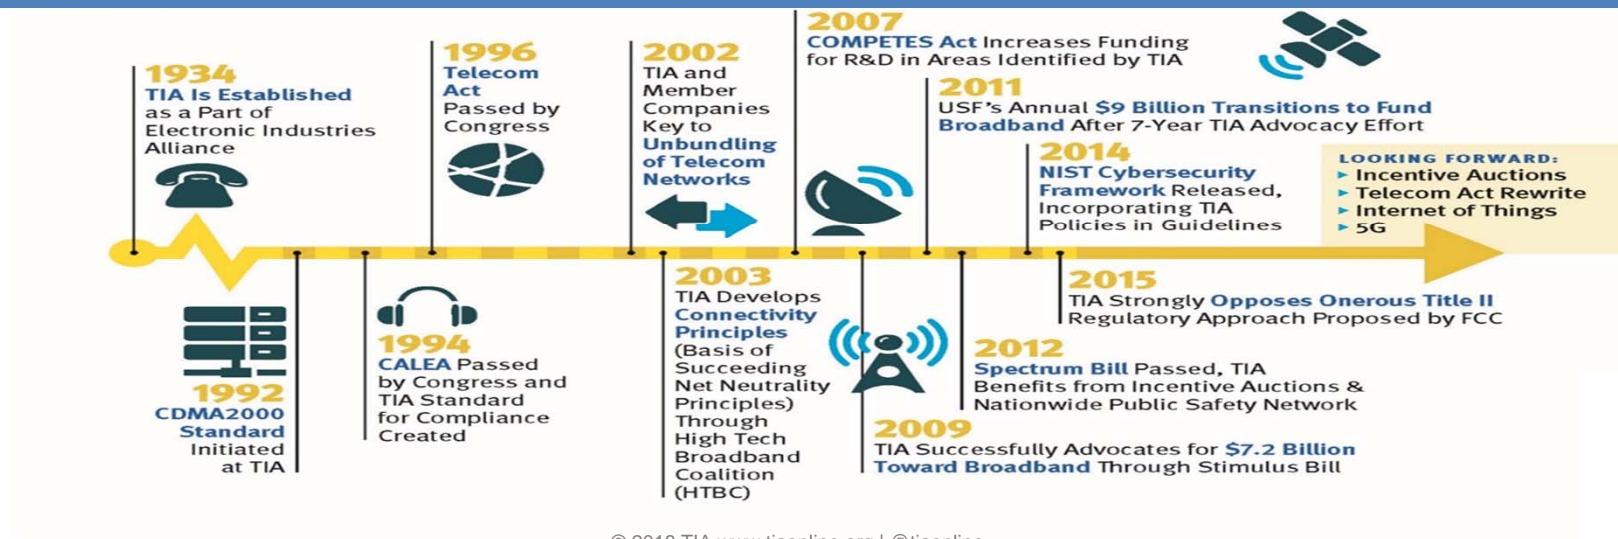 1934
TIA Is Established
as a Part of
Electronic Industries
Alliance
1992
CDMA2000
Standard
Initiated
at TIA
1994
CALEA Passed
by Congress and
TIA Standard
for Compliance
Created
1996
Telecom
Act
Passed by
Congress
2002
TIA and
Member
Companies
Key to
Unbundling
of Telecom
Networks
2003
TIA Develops
Connectivity
Principles
(Basis of
Succeeding
Net Neutrality
Principles)
Through
High Tech
Broadband
Coalition
(HTBC)
2007
COMPETES Act Increases Funding
for R&D in Areas Identified by TIA
2009
TIA Successfully Advocates for $7.2 Billion
Toward Broadband Through Stimulus Bill
2011
USF's Annual $9 Billion Transitions to Fund
Broadband After 7-Year TIA Advocacy Effort
2012
Spectrum Bill Passed, TIA
Benefits from Incentive Auctions &
Nationwide Public Safety Network
2014
NIST Cybersecurity
Framework Released,
Incorporating TIA
Policies in Guidelines
2015
TIA Strongly Opposes Onerous Title II
Regulatory Approach Proposed by FCC
LOOKING FORWARD:
► Incentive Auctions
► Telecom Act Rewrite
► Internet of Things
► 5G
TIA www.tiaonline.org | @tiaonline